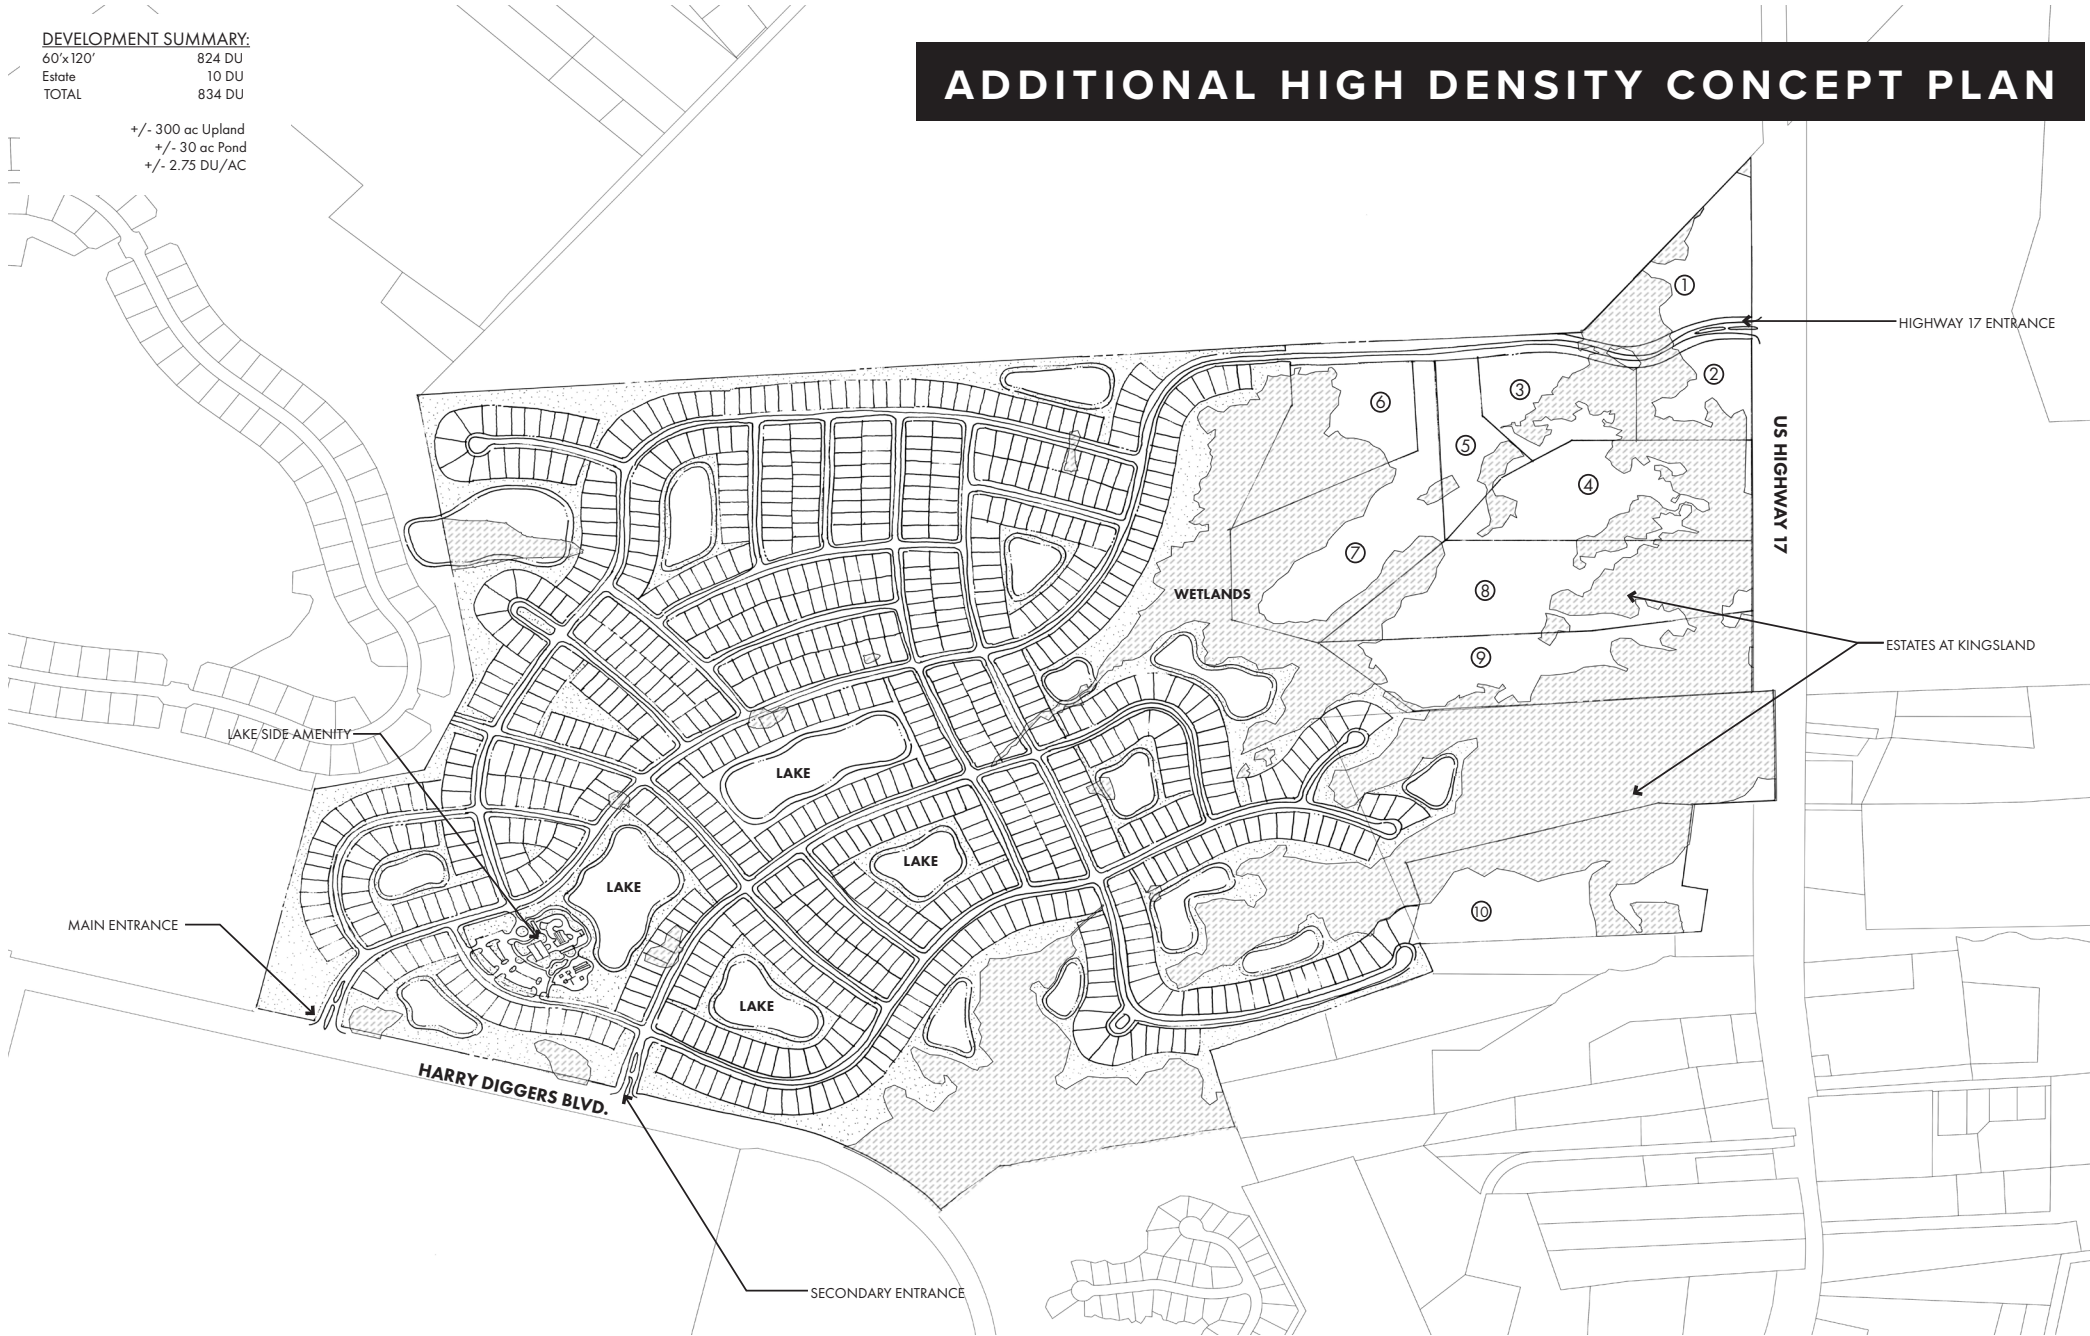 DEVELOPMENT SUMMARY:
60'x120' 824 DU
Estate 10 DU
TOTAL 834 DU
+/- 300 ac Upland
+/- 30 ac Pond
+/- 2.75 DU/AC
ADDITIONAL HIGH DENSITY CONCEPT PLAN
1
HIGHWAY 17 ENTRANCE
2
3
6
5
4
US HIGHWAY 17
7
8
WETLANDS
ESTATES AT KINGSLAND
9
LAKE SIDE AMENITY
LAKE
LAKE
LAKE
10
MAIN ENTRANCE
LAKE
HARRY DIGGERS BLVD.
SECONDARY ENTRANCE